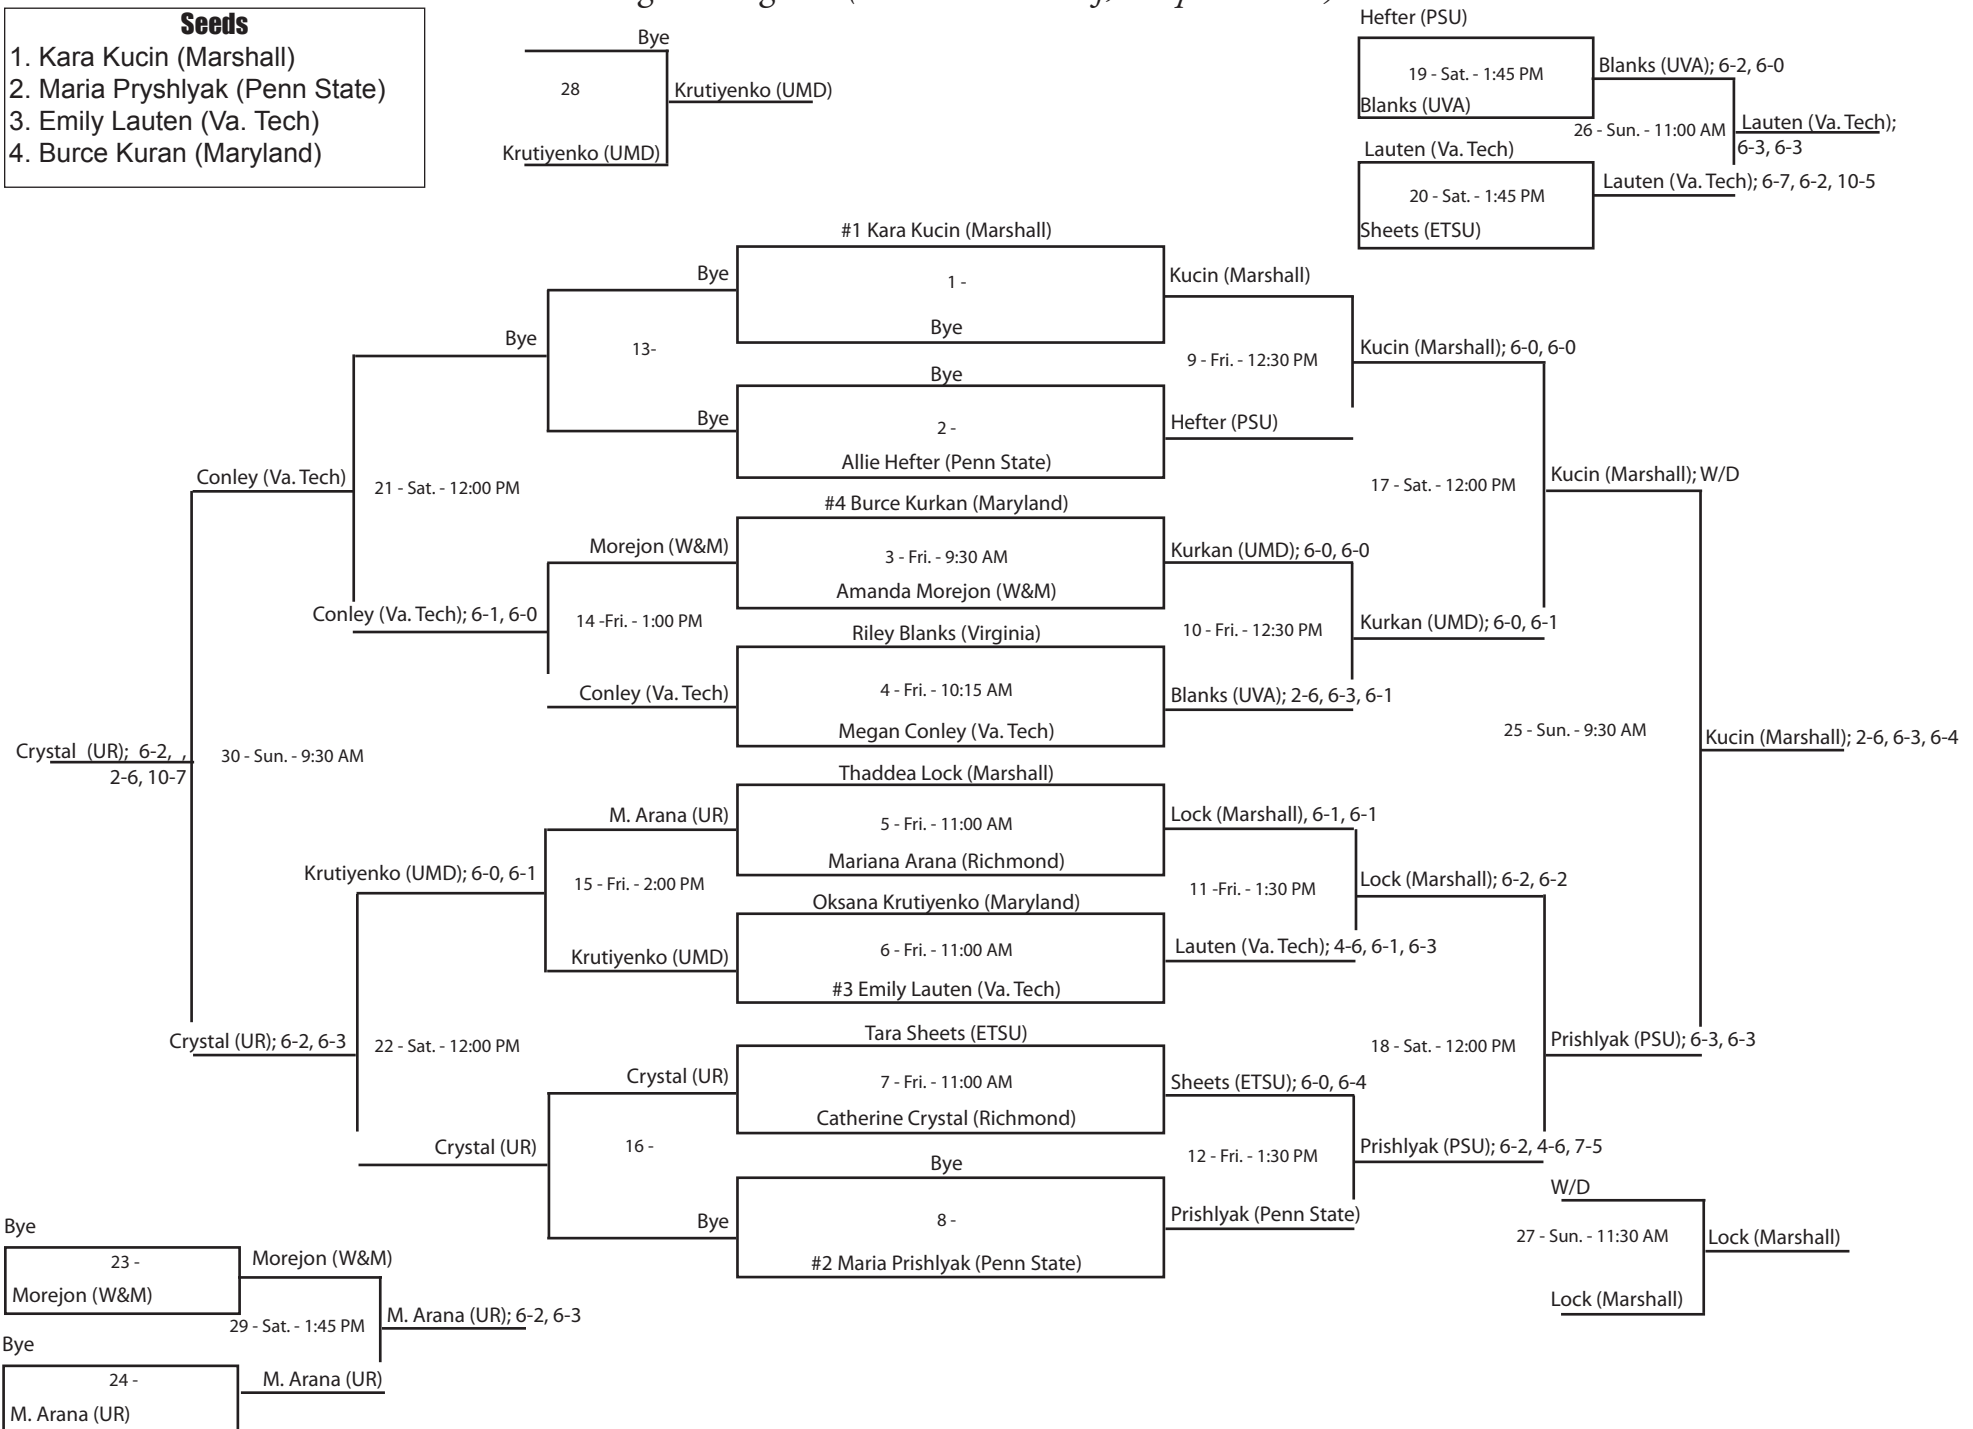 Seeds
1. Kara Kucin (Marshall)
2. Maria Pryshlyak (Penn State)
3. Emily Lauten (Va. Tech)
4. Burce Kuran (Maryland)
Bye
28
Krutiyenko (UMD)
Krutiyenko (UMD)
Hefter (PSU)
19 - Sat. - 1:45 PM
Blanks (UVA)
Blanks (UVA); 6-2, 6-0
26 - Sun. - 11:00 AM
Lauten (Va. Tech);
6-3, 6-3
Lauten (Va. Tech)
20 - Sat. - 1:45 PM
Sheets (ETSU)
Lauten (Va. Tech); 6-7, 6-2, 10-5
#1 Kara Kucin (Marshall)
1 -
Bye
Bye
2 -
Allie Hefter (Penn State)
#4 Burce Kurkan (Maryland)
3 - Fri. - 9:30 AM
Amanda Morejon (W&M)
Riley Blanks (Virginia)
4 - Fri. - 10:15 AM
Megan Conley (Va. Tech)
Thaddea Lock (Marshall)
5 - Fri. - 11:00 AM
Mariana Arana (Richmond)
Oksana Krutiyenko (Maryland)
6 - Fri. - 11:00 AM
#3 Emily Lauten (Va. Tech)
Tara Sheets (ETSU)
7 - Fri. - 11:00 AM
Catherine Crystal (Richmond)
Bye
8 -
#2 Maria Prishlyak (Penn State)
Kucin (Marshall)
9 - Fri. - 12:30 PM
Hefter (PSU)
Kurkan (UMD); 6-0, 6-0
10 - Fri. - 12:30 PM
Blanks (UVA); 2-6, 6-3, 6-1
Lock (Marshall), 6-1, 6-1
11 -Fri. - 1:30 PM
Lauten (Va. Tech); 4-6, 6-1, 6-3
Sheets (ETSU); 6-0, 6-4
12 - Fri. - 1:30 PM
Prishlyak (Penn State)
Kucin (Marshall); 6-0, 6-0
17 - Sat. - 12:00 PM
Kurkan (UMD); 6-0, 6-1
Lock (Marshall); 6-2, 6-2
18 - Sat. - 12:00 PM
Prishlyak (PSU); 6-2, 4-6, 7-5
Kucin (Marshall); W/D
25 - Sun. - 9:30 AM
Prishlyak (PSU); 6-3, 6-3
Kucin (Marshall); 2-6, 6-3, 6-4
W/D
27 - Sun. - 11:30 AM
Lock (Marshall)
Lock (Marshall)
Bye
13-
Bye
Morejon (W&M)
14 -Fri. - 1:00 PM
Conley (Va. Tech)
M. Arana (UR)
15 - Fri. - 2:00 PM
Krutiyenko (UMD)
Crystal (UR)
16 -
Bye
Bye
21 - Sat. - 12:00 PM
Conley (Va. Tech); 6-1, 6-0
Krutiyenko (UMD); 6-0, 6-1
22 - Sat. - 12:00 PM
Crystal (UR)
Conley (Va. Tech)
30 - Sun. - 9:30 AM
Crystal (UR); 6-2, 6-3
Crystal (UR); 6-2, ,
2-6, 10-7
Bye
23 -
Morejon (W&M)
Morejon (W&M)
29 - Sat. - 1:45 PM
M. Arana (UR); 6-2, 6-3
Bye
24 -
M. Arana (UR)
M. Arana (UR)